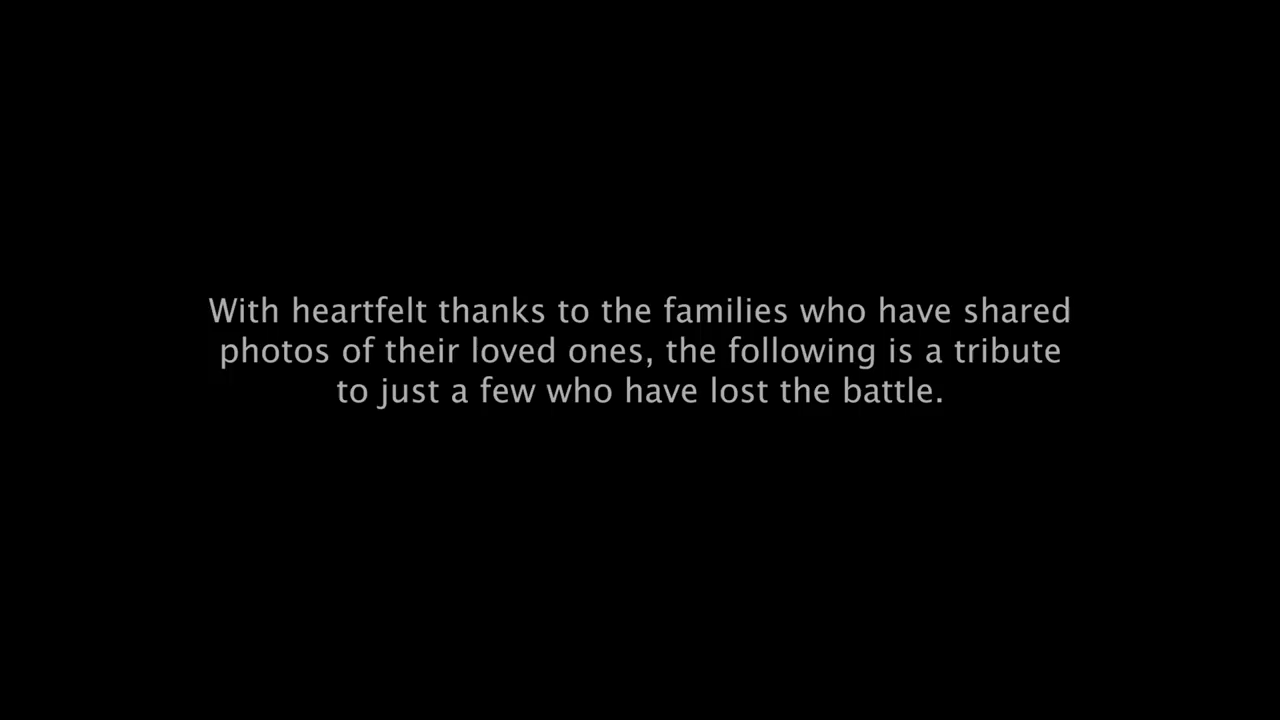 With heartfelt thanks to the families who have shared
photos of their loved ones, the following is a tribute
to just a few who have lost the battle.